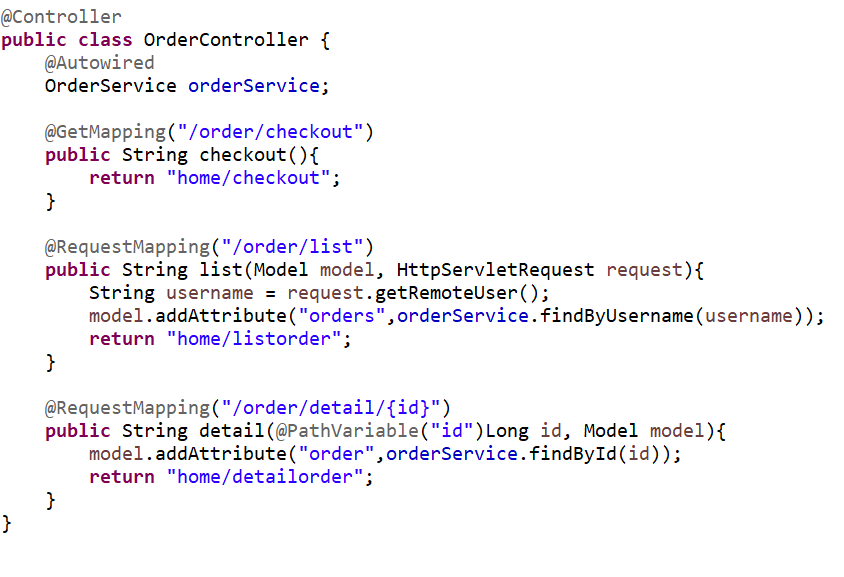 @Controller
public class OrderController {
    @Autowired
    OrderService orderService;

    @GetMapping("/order/checkout")
    public String checkout(){
        return "home/checkout";
    }

    @RequestMapping("/order/list")
    public String list(Model model, HttpServletRequest request){
        String username = request.getRemoteUser();
        model.addAttribute("orders",orderService.findByUsername(username));
        return "home/listorder";
    }

    @RequestMapping("/order/detail/{id}")
    public String detail(@PathVariable("id")Long id, Model model){
        model.addAttribute("order",orderService.findById(id));
        return "home/detailorder";
    }
}